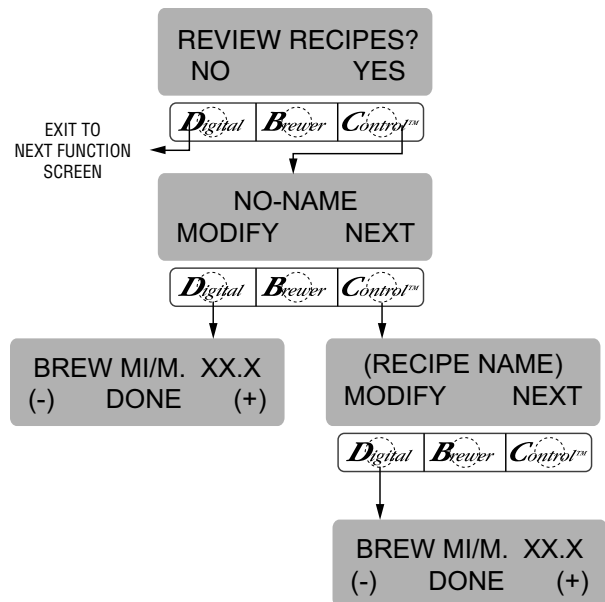 REVIEW RECIPES?
NO YES
Digital Brewer Control™
EXIT TO
NEXT FUNCTION
SCREEN
NO-NAME
MODIFY NEXT
Digital Brewer Control™
BREW MI/M. XX.X
(-) DONE (+)
(RECIPE NAME)
MODIFY NEXT
Digital Brewer Control™
BREW MI/M. XX.X
(-) DONE (+)